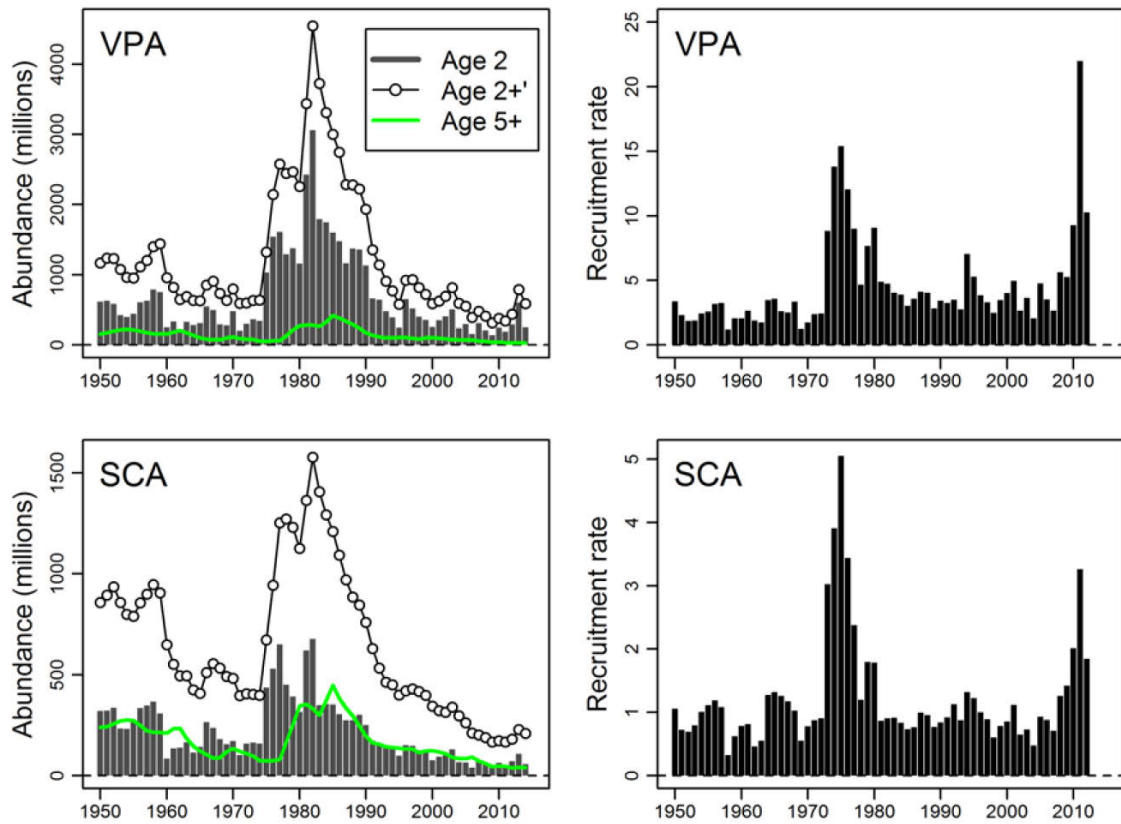 VPA
Age 2
Age 2+'
Age 5+
Abundance (millions)
0 1000 2000 3000 4000
1950 1960 1970 1980 1990 2000 2010
VPA
Recruitment rate
0 5 10 15 20 25
1950 1960 1970 1980 1990 2000 2010
SCA
Abundance (millions)
0 500 1000 1500
1950 1960 1970 1980 1990 2000 2010
SCA
Recruitment rate
0 1 2 3 4 5
1950 1960 1970 1980 1990 2000 2010